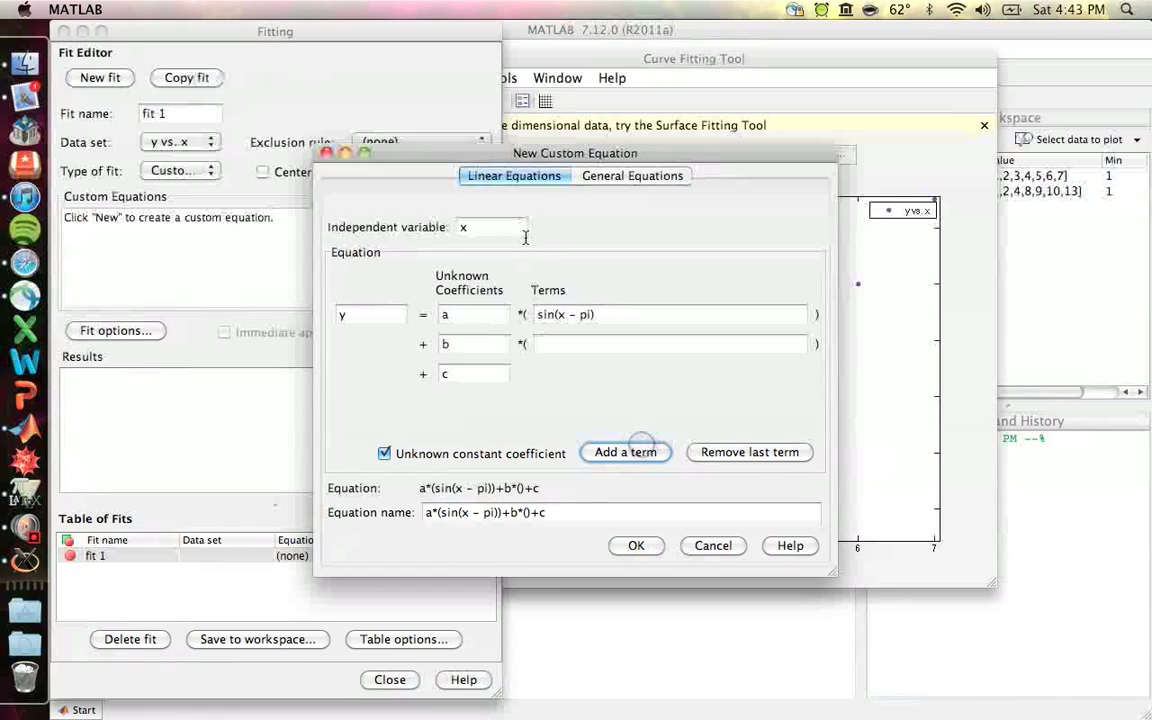 MATLAB
62°
Sat 4:43 PM
Fitting
MATLAB 7.12.0 (R2011a)
Fit Editor
New fit
Copy fit
Fit name:
fit 1
Data set:
y vs. x
Exclusion rule:
(none)
Type of fit:
Custo...
Center
Custom Equations
Click "New" to create a custom equation.
Fit options...
Immediate ap
Results
Table of Fits
Fit name
Data set
Equatio
fit 1
(none)
Delete fit
Save to workspace...
Table options...
Close
Help
Start
Curve Fitting Tool
ols
Window
Help
e dimensional data, try the Surface Fitting Tool
y vs. x
6
7
New Custom Equation
Linear Equations
General Equations
Independent variable:
x
Equation
Unknown
Coefficients
Terms
y = a *( sin(x - pi) )
+ b *( )
+ c
Unknown constant coefficient
Add a term
Remove last term
Equation: a*(sin(x - pi))+b*()+c
Equation name: a*(sin(x - pi))+b*()+c
OK
Cancel
Help
kspace
Select data to plot
alue
Min
,2,3,4,5,6,7]
1
,2,4,8,9,10,13]
1
and History
PM --%